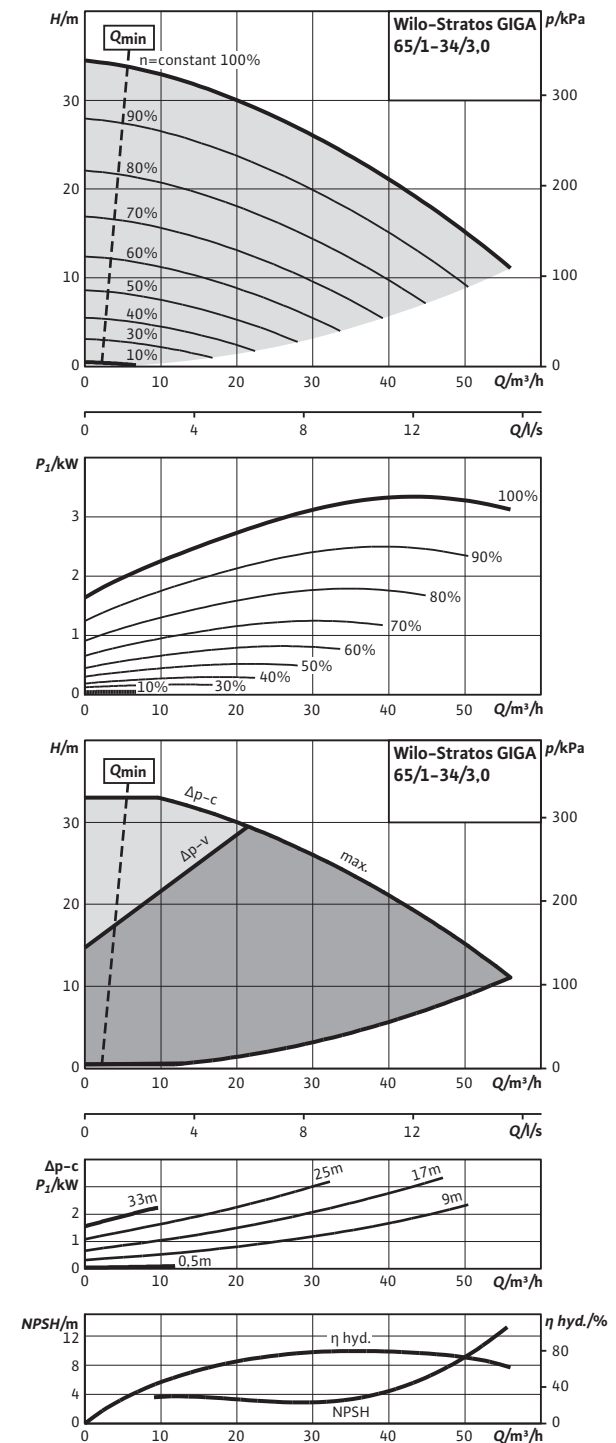 H/m
Wilo-Stratos GIGA
65/1-34/3,0
p/kPa
Qmin
n=constant 100%
90%
80%
70%
60%
50%
40%
30%
10%
30
20
10
0
300
200
100
0
0 10 20 30 40 50 Q/m³/h
0 4 8 12 Q/l/s
P1/kW
3
2
1
0
100%
90%
80%
70%
60%
50%
40%
30%
10%
0 10 20 30 40 50 Q/m³/h
H/m
Wilo-Stratos GIGA
65/1-34/3,0
p/kPa
Qmin
Δp-c
Δp-v
max.
30
20
10
0
300
200
100
0
0 10 20 30 40 50 Q/m³/h
0 4 8 12 Q/l/s
Δp-c
P1/kW
2
1
0
33m
25m
17m
9m
0,5m
0 10 20 30 40 50 Q/m³/h
NPSH/m
η hyd./%
12
8
4
0
η hyd.
NPSH
80
40
0
0 10 20 30 40 50 Q/m³/h